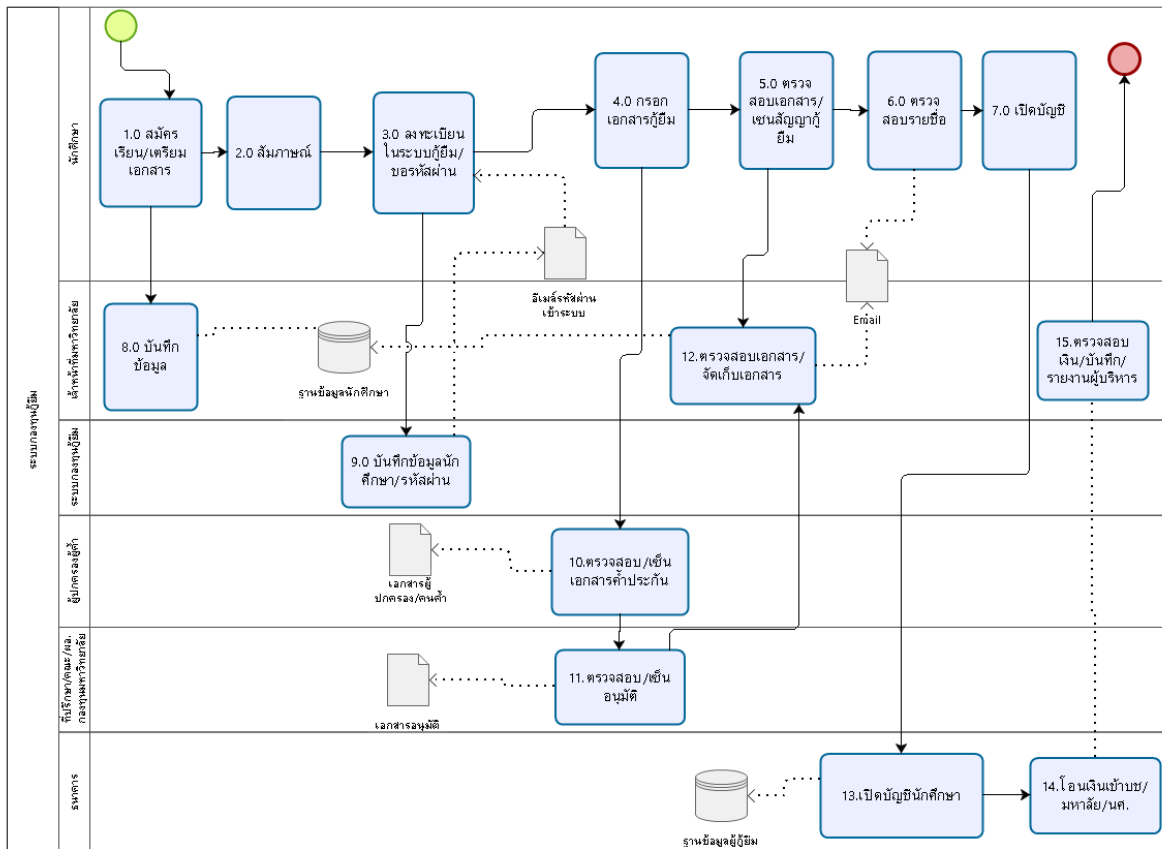 ระบบกองทุนกู้ยืม
นักศึกษา
1.0 สมัคร
เรียน/เตรียม
เอกสาร
2.0 สัมภาษณ์
3.0 ลงทะเบียน
ในระบบกู้ยืม/
ขอรหัสผ่าน
4.0 กรอก
เอกสารกู้ยืม
5.0 ตรวจ
สอบเอกสาร/
เซนสัญญากู้
ยืม
6.0 ตรวจ
สอบรายชื่อ
7.0 เปิดบัญชี
อีเมล์รหัสผ่าน
เข้าระบบ
Email
เจ้าหน้าที่มหาวิทยาลัย
8.0 บันทึก
ข้อมูล
ฐานข้อมูลนักศึกษา
12.ตรวจสอบเอกสาร/
จัดเก็บเอกสาร
15.ตรวจสอบ
เงิน/บันทึก/
รายงานผู้บริหาร
ระบบกองทุนกู้ยืม
9.0 บันทึกข้อมูลนัก
ศึกษา/รหัสผ่าน
ผู้ปกครองผู้ค้ำ
เอกสารผู้
ปกครอง/คนค้ำ
10.ตรวจสอบ/เซ็น
เอกสารค้ำประกัน
ที่ปรึกษา/คณะ/ผอ.
กองทุนมหาวิทยาลัย
เอกสารอนุมัติ
11.ตรวจสอบ/เซ็น
อนุมัติ
ธนาคาร
ฐานข้อมูลผู้กู้ยืม
13.เปิดบัญชีนักศึกษา
14.โอนเงินเข้าบช/
มหาลัย/นศ.